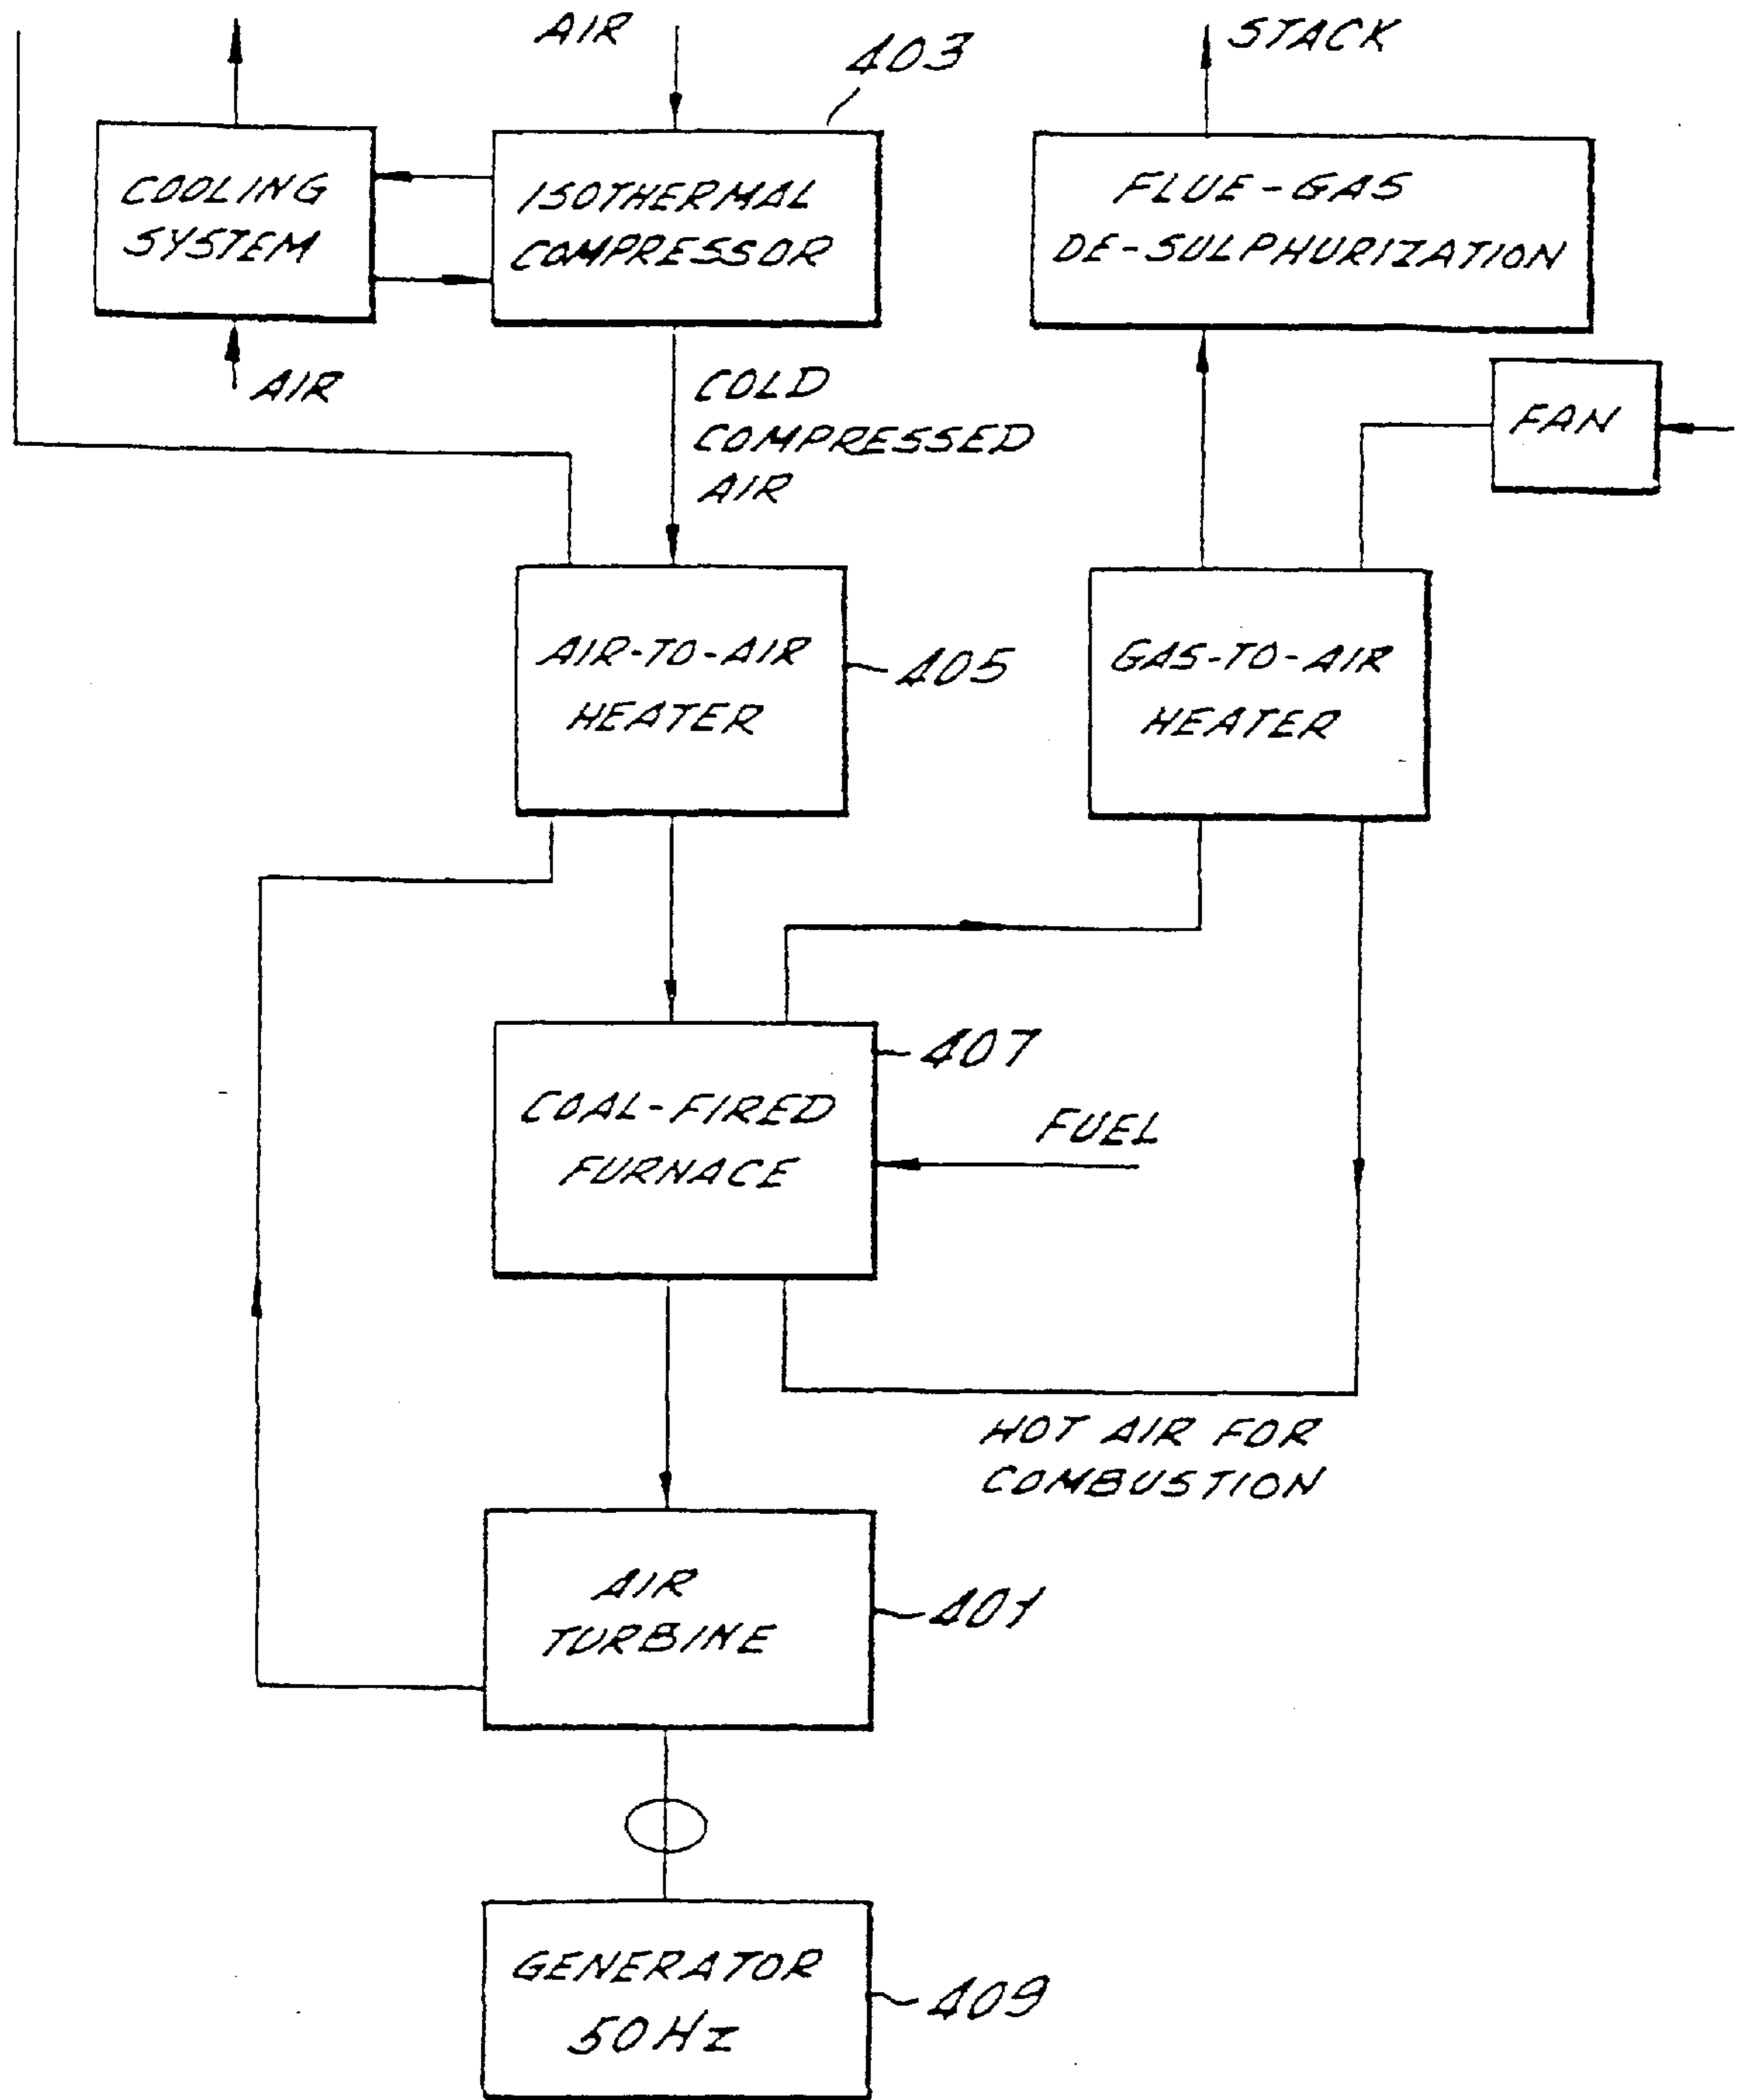 AIR
403
STACK
COOLING
SYSTEM
ISOTHERMAL
COMPRESSOR
FLUE-GAS
DE-SULPHURIZATION
AIR
COLD
COMPRESSED
AIR
FAN
AIR-TO-AIR
HEATER
405
GAS-TO-AIR
HEATER
407
COAL-FIRED
FURNACE
FUEL
HOT AIR FOR
COMBUSTION
AIR
TURBINE
401
GENERATOR
50Hz
409